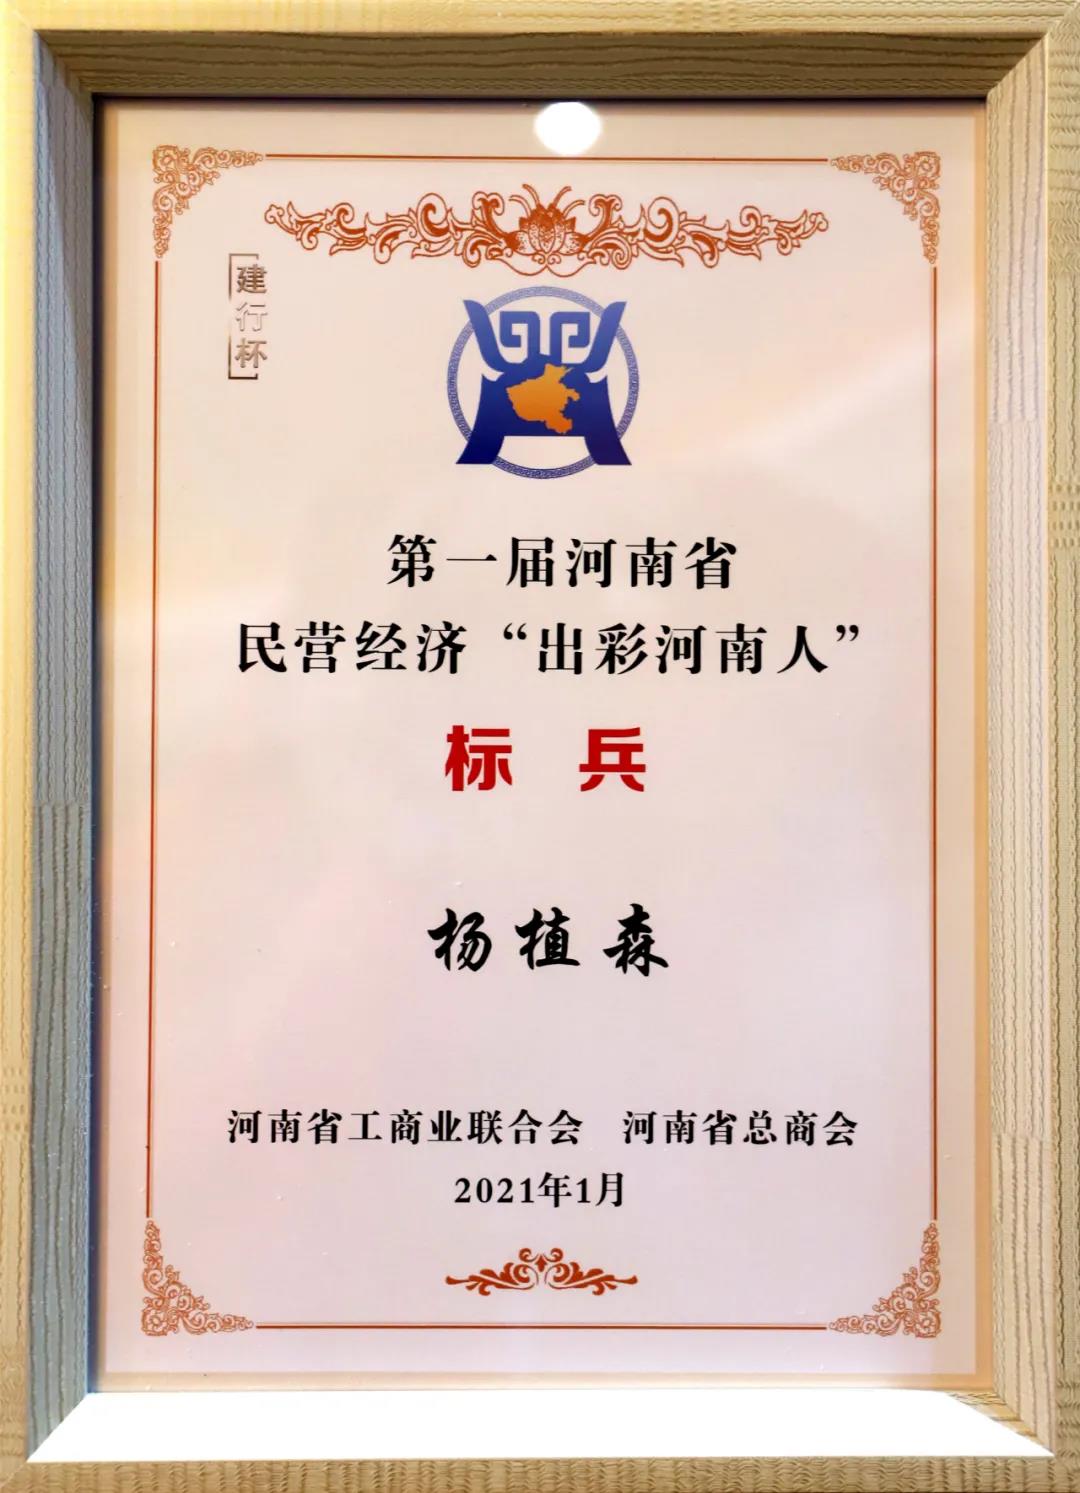 建行杯
第一届河南省
民营经济“出彩河南人”
标 兵
杨植森
河南省工商业联合会 河南省总商会
2021年1月